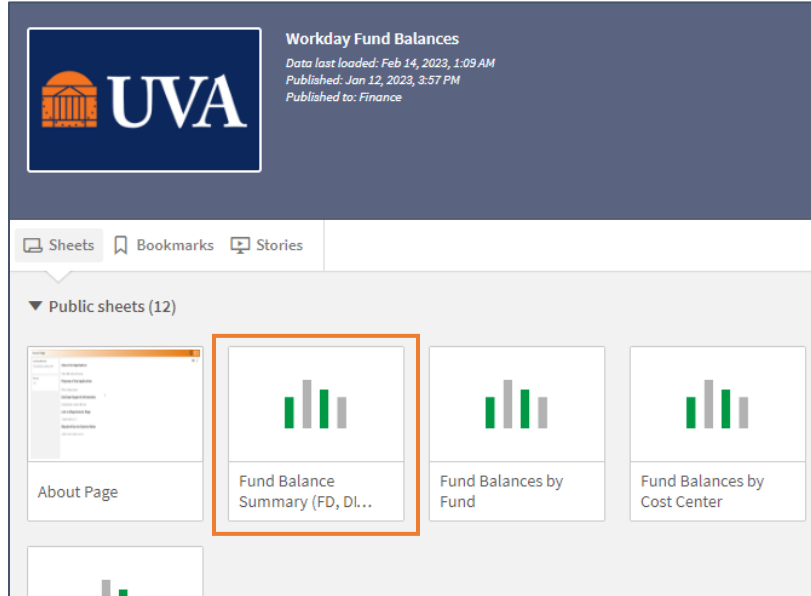 UVA
Workday Fund Balances
Data last loaded: Feb 14, 2023, 1:09 AM
Published: Jan 12, 2023, 3:57 PM
Published to: Finance
Sheets
Bookmarks
Stories
Public sheets (12)
About Page
Fund Balance
Summary (FD, DI...
Fund Balances by
Fund
Fund Balances by
Cost Center